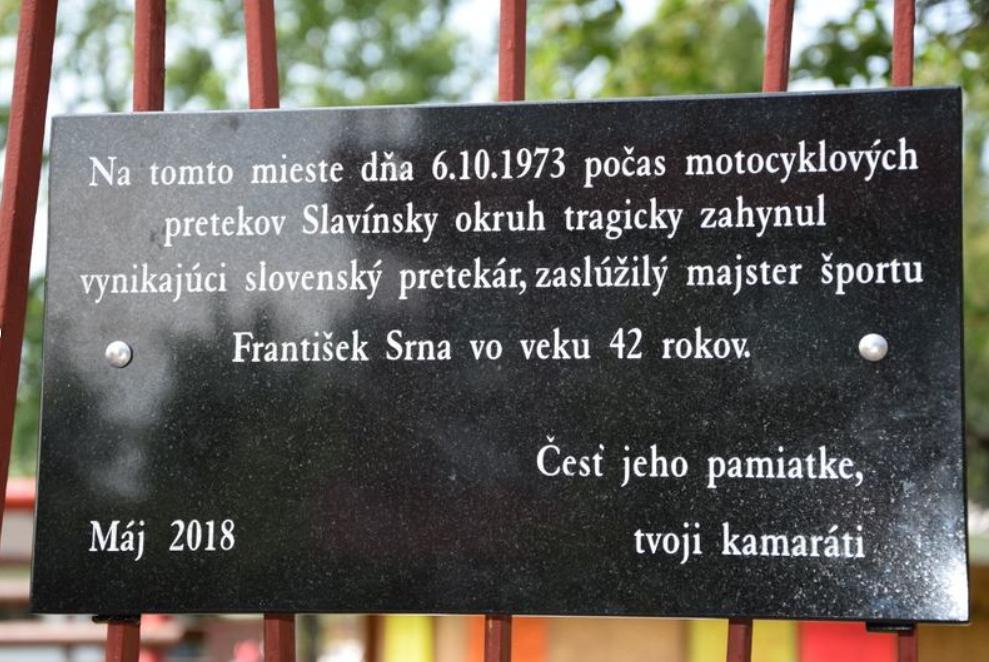 Na tomto mieste dňa 6.10.1973 počas motocyklových
pretekov Slavínsky okruh tragicky zahynul
vynikajúci slovenský pretekár, zaslúžilý majster športu
František Srna vo veku 42 rokov.
Česť jeho pamiatke,
Máj 2018 tvoji kamaráti